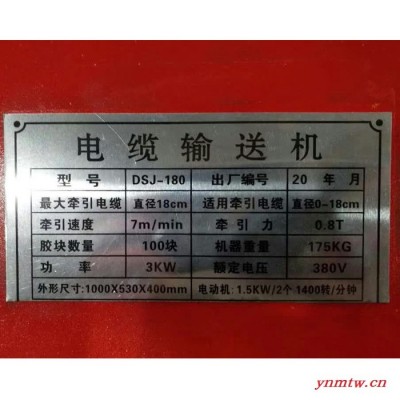 电缆输送机
型号 DSJ-180 出厂编号 20 年 月
最大牵引电缆 直径18cm 适用牵引电缆 直径0-18cm
牵引速度 7m/min 牵引力 0.8T
胶块数量 100块 机器重量 175KG
功率 3KW 额定电压 380V
外形尺寸:1000X530X400mm 电动机:1.5KW/2个 1400转/分钟
ynmtw.cn